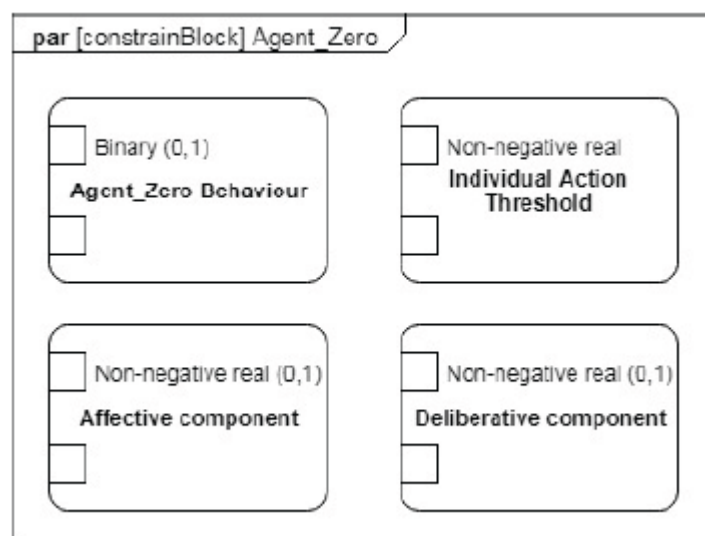 par [constrainBlock] Agent_Zero
Binary (0,1)
Agent_Zero Behaviour
Non-negative real
Individual Action
Threshold
Non-negative real (0,1)
Affective component
Non-negative real (0,1)
Deliberative component